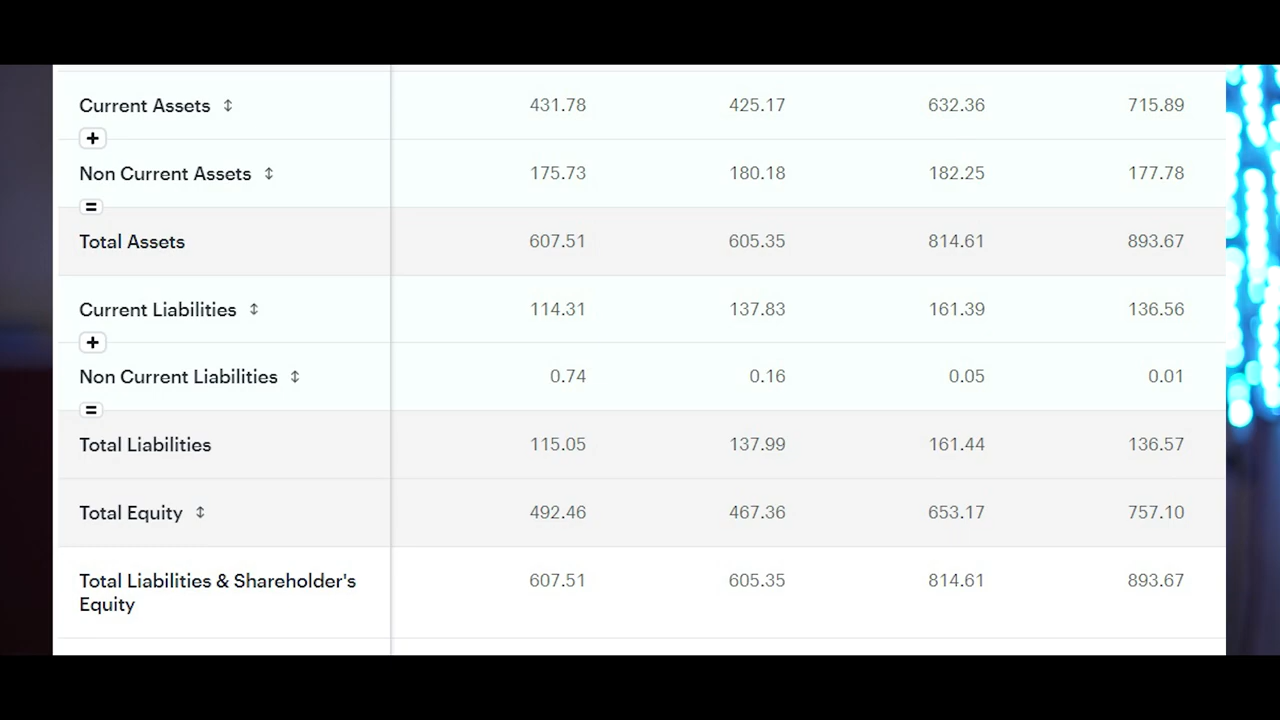 Current Assets ↕ 431.78 425.17 632.36 715.89
+
Non Current Assets ↕ 175.73 180.18 182.25 177.78
=
Total Assets 607.51 605.35 814.61 893.67
Current Liabilities ↕ 114.31 137.83 161.39 136.56
+
Non Current Liabilities ↕ 0.74 0.16 0.05 0.01
=
Total Liabilities 115.05 137.99 161.44 136.57
Total Equity ↕ 492.46 467.36 653.17 757.10
Total Liabilities & Shareholder's 607.51 605.35 814.61 893.67
Equity